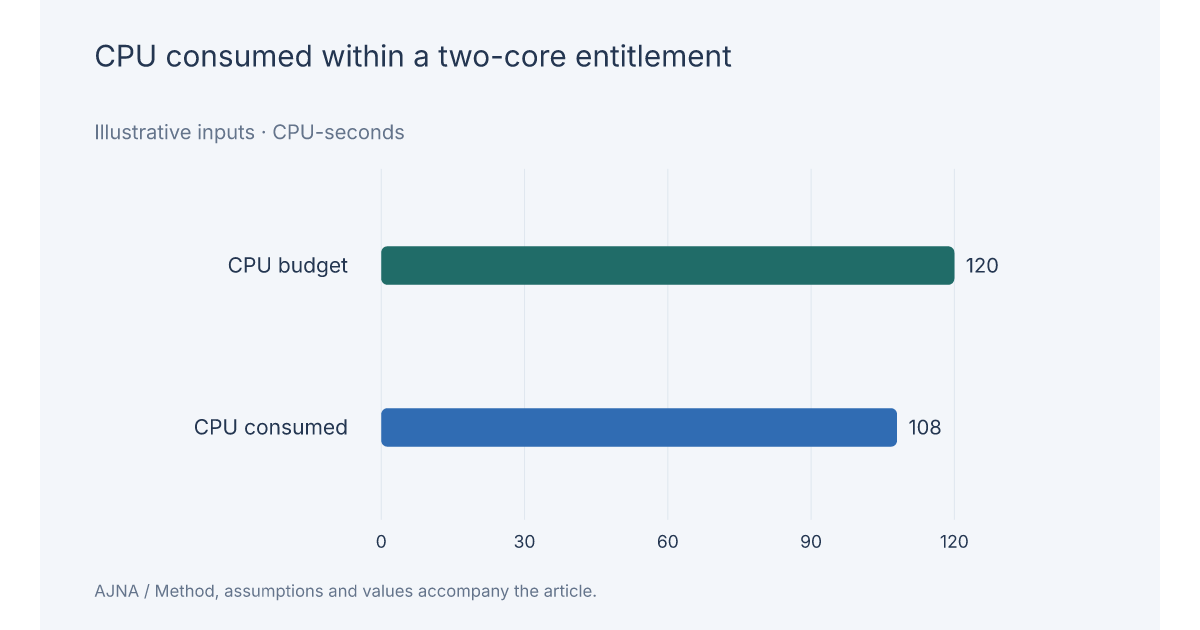 CPU consumed within a two-core entitlement
Illustrative inputs · CPU-seconds
CPU budget 120
CPU consumed 108
0 30 60 90 120
AJNA / Method, assumptions and values accompany the article.